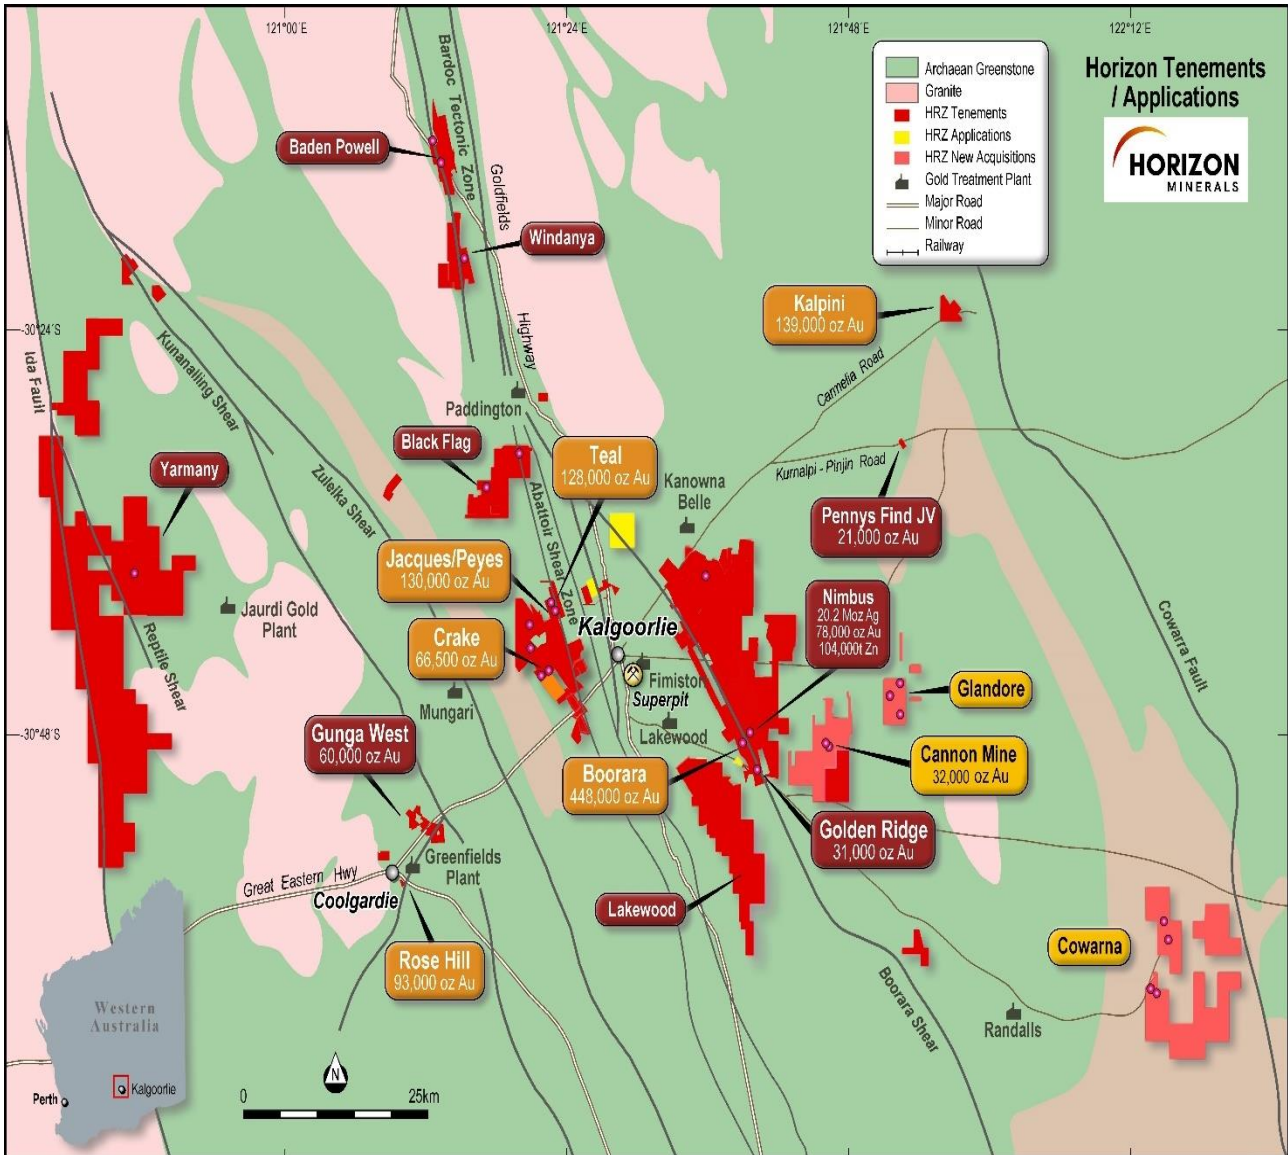 121°00´E
121°24´E
121°48´E
122°12´E
Archaean Greenstone
Granite
HRZ Tenements
HRZ Applications
HRZ New Acquisitions
Gold Treatment Plant
Major Road
Minor Road
Railway
Horizon Tenements
/ Applications
HORIZON
MINERALS
Bardoc Tectonic Zone
Goldfields
Highway
Baden Powell
Windanya
Kalpini
139,000 oz Au
-30°24´S
Ida Fault
Kunanalling Shear
Carmelia Road
Paddington
Black Flag
Teal
128,000 oz Au
Kanowna
Belle
Kurnalpi - Pinjin Road
Yarmany
Zuleika Shear
Abattoir Shear Zone
Pennys Find JV
21,000 oz Au
Jacques/Peyes
130,000 oz Au
Nimbus
20.2 Moz Ag
78,000 oz Au
104,000t Zn
Jaurdi Gold
Plant
Reptile Shear
Crake
66,500 oz Au
Kalgoorlie
Fimiston
Superpit
Cowarra Fault
Glandore
Mungari
Lakewood
-30°48´S
Gunga West
60,000 oz Au
Boorara
448,000 oz Au
Cannon Mine
32,000 oz Au
Golden Ridge
31,000 oz Au
Greenfields
Plant
Great Eastern Hwy
Coolgardie
Lakewood
Rose Hill
93,000 oz Au
Cowarna
Boorara Shear
Randalls
Western
Australia
Perth
Kalgoorlie
N
0
25km